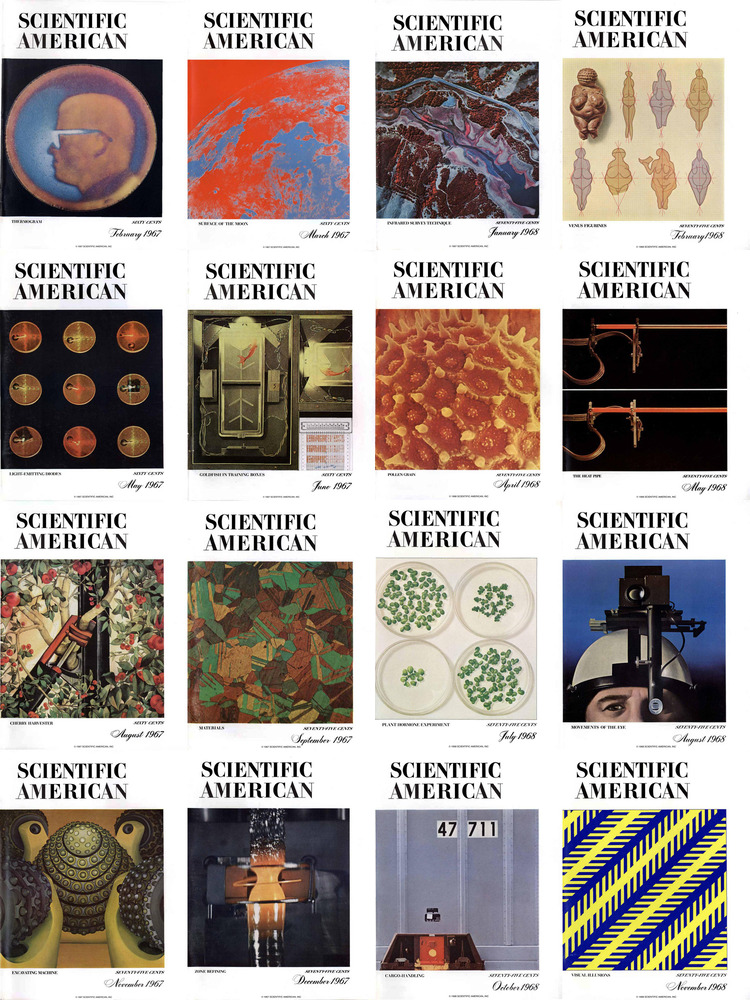 SCIENTIFIC
AMERICAN
THERMOGRAM
SIXTY CENTS
February 1967
SCIENTIFIC
AMERICAN
SURFACE OF THE MOON
SIXTY CENTS
March 1967
SCIENTIFIC
AMERICAN
INFRARED SURVEY TECHNIQUE
SEVENTY-FIVE CENTS
January 1968
SCIENTIFIC
AMERICAN
VENUS FIGURINES
SEVENTY-FIVE CENTS
February 1968
SCIENTIFIC
AMERICAN
LIGHT-EMITTING DIODES
SIXTY CENTS
May 1967
SCIENTIFIC
AMERICAN
GOLDFISH IN TRAINING BOXES
SIXTY CENTS
June 1967
SCIENTIFIC
AMERICAN
POLLEN GRAIN
SEVENTY-FIVE CENTS
April 1968
SCIENTIFIC
AMERICAN
THE HEAT PIPE
SEVENTY-FIVE CENTS
May 1968
SCIENTIFIC
AMERICAN
CHERRY HARVESTER
SIXTY CENTS
August 1967
SCIENTIFIC
AMERICAN
MATERIALS
SEVENTY-FIVE CENTS
September 1967
SCIENTIFIC
AMERICAN
PLANT HORMONE EXPERIMENT
SEVENTY-FIVE CENTS
July 1968
SCIENTIFIC
AMERICAN
MOVEMENTS OF THE EYE
SEVENTY-FIVE CENTS
August 1968
SCIENTIFIC
AMERICAN
EXCAVATING MACHINE
SEVENTY-FIVE CENTS
November 1967
SCIENTIFIC
AMERICAN
ZONE REFINING
SEVENTY-FIVE CENTS
December 1967
SCIENTIFIC
AMERICAN
47 711
CARGO-HANDLING
SEVENTY-FIVE CENTS
October 1968
SCIENTIFIC
AMERICAN
VISUAL ILLUSIONS
SEVENTY-FIVE CENTS
November 1968